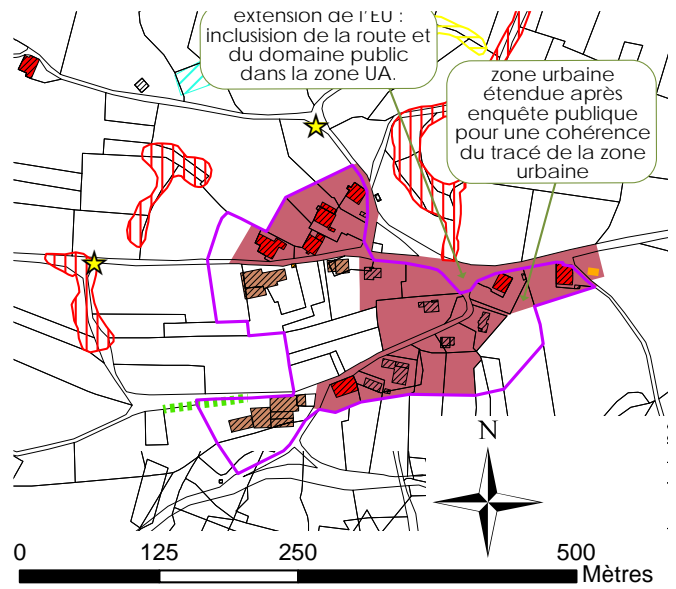 extension de l'EU :
inclusision de la route et
du domaine public
dans la zone UA.
zone urbaine
étendue après
enquête publique
pour une cohérence
du tracé de la zone
urbaine
N
0 125 250 500
Mètres